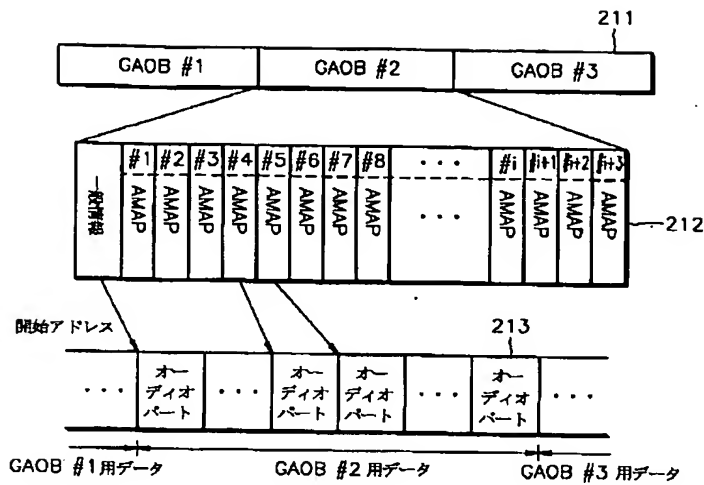 211
GAOB #1 GAOB #2 GAOB #3
#1 #2 #3 #4 #5 #6 #7 #8 ・・・ #i #i+1 #i+2 #i+3
一般情報 AMAP AMAP AMAP AMAP AMAP AMAP AMAP AMAP ・・・ AMAP AMAP AMAP AMAP
212
開始アドレス
213
・・・ オーディオパート ・・・ オーディオパート オーディオパート ・・・ オーディオパート ・・・
GAOB #1用データ GAOB #2 用データ GAOB #3 用データ